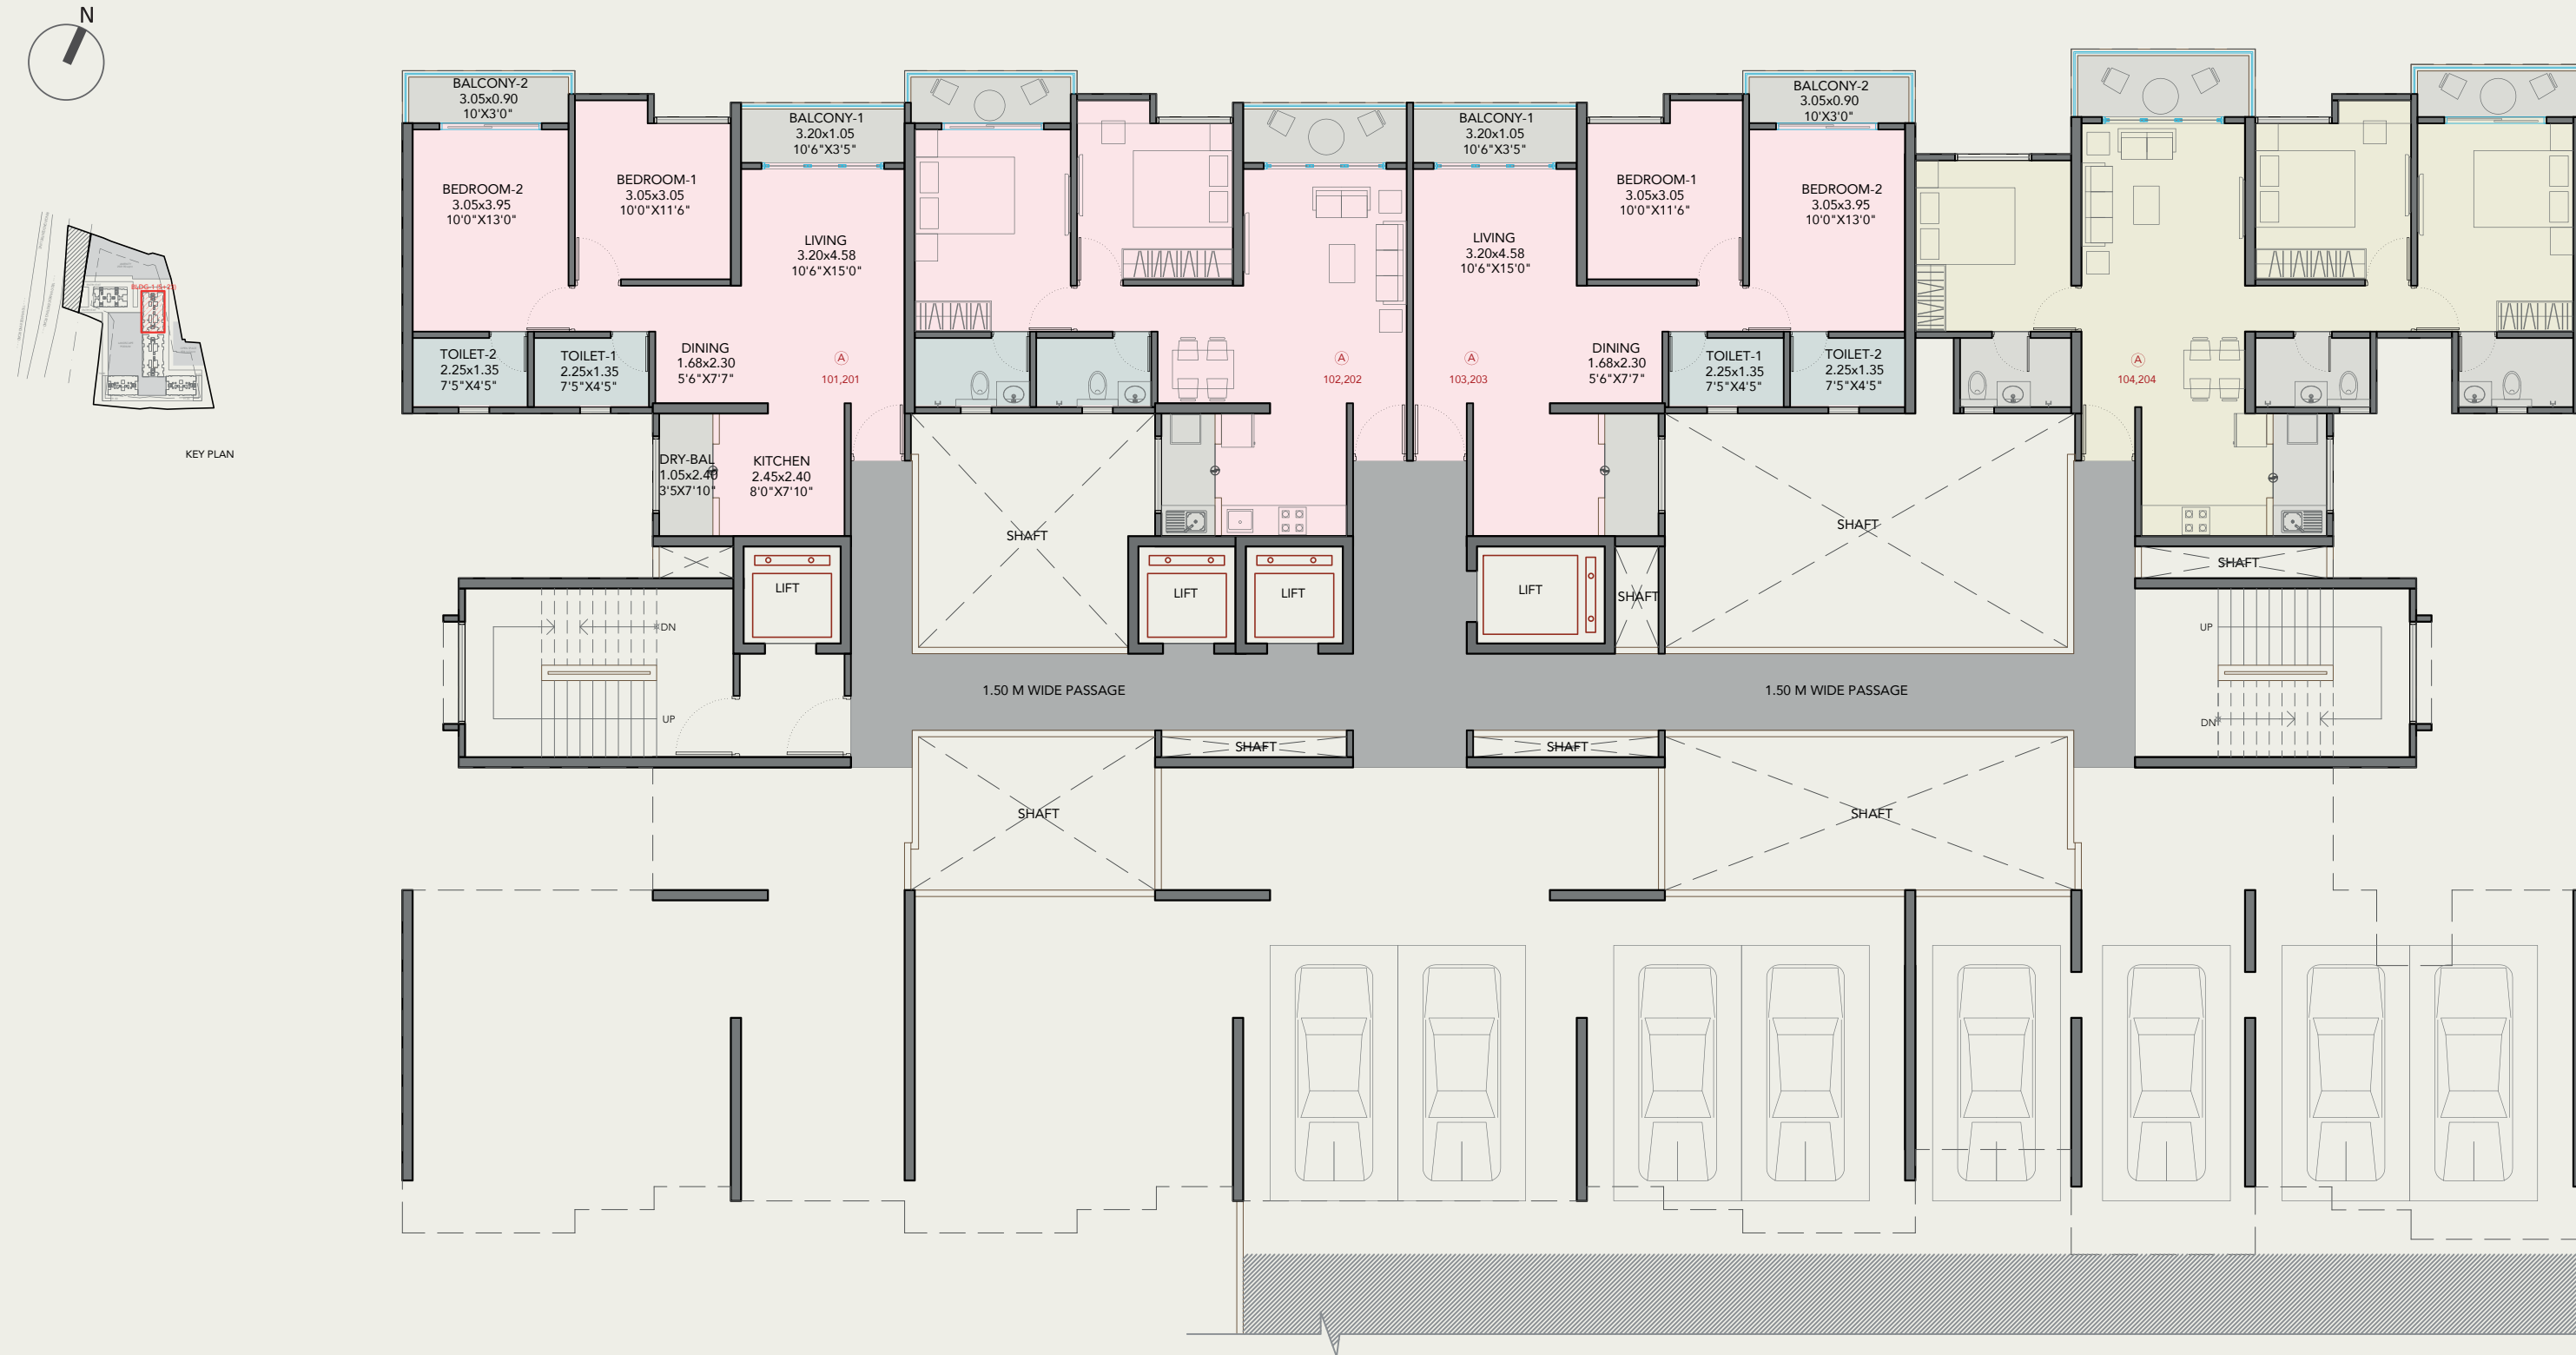 N
KEY PLAN
BALCONY-2
3.05x0.90
10'X3'0"
BEDROOM-2
3.05x3.95
10'0"X13'0"
BEDROOM-1
3.05x3.05
10'0"X11'6"
BALCONY-1
3.20x1.05
10'6"X3'5"
LIVING
3.20x4.58
10'6"X15'0"
TOILET-2
2.25x1.35
7'5"X4'5"
TOILET-1
2.25x1.35
7'5"X4'5"
DINING
1.68x2.30
5'6"X7'7"
A
101,201
DRY-BAL
1.05x2.40
3'5X7'10"
KITCHEN
2.45x2.40
8'0"X7'10"
A
102,202
BALCONY-1
3.20x1.05
10'6"X3'5"
LIVING
3.20x4.58
10'6"X15'0"
BEDROOM-1
3.05x3.05
10'0"X11'6"
BALCONY-2
3.05x0.90
10'X3'0"
BEDROOM-2
3.05x3.95
10'0"X13'0"
A
103,203
DINING
1.68x2.30
5'6"X7'7"
TOILET-1
2.25x1.35
7'5"X4'5"
TOILET-2
2.25x1.35
7'5"X4'5"
A
104,204
SHAFT
SHAFT
SHAFT
LIFT
LIFT
LIFT
LIFT
SHAFT
DN
UP
UP
DN
1.50 M WIDE PASSAGE
1.50 M WIDE PASSAGE
SHAFT
SHAFT
SHAFT
SHAFT